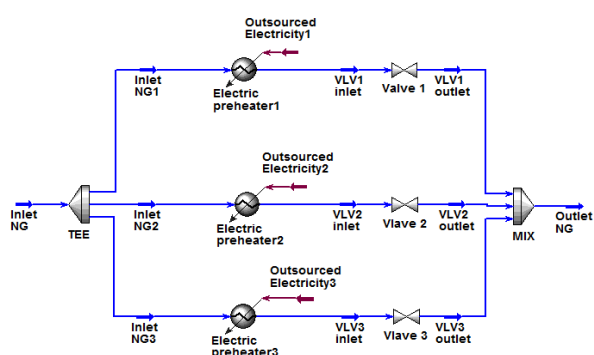 Outsourced
Electricity1
Inlet
NG1
Electric
preheater1
VLV1
inlet
Valve 1
VLV1
outlet
Outsourced
Electricity2
Inlet
NG
TEE
Inlet
NG2
Electric
preheater2
VLV2
inlet
Vlave 2
VLV2
outlet
MIX
Outlet
NG
Outsourced
Electricity3
Inlet
NG3
Electric
preheater3
VLV3
inlet
Vlave 3
VLV3
outlet